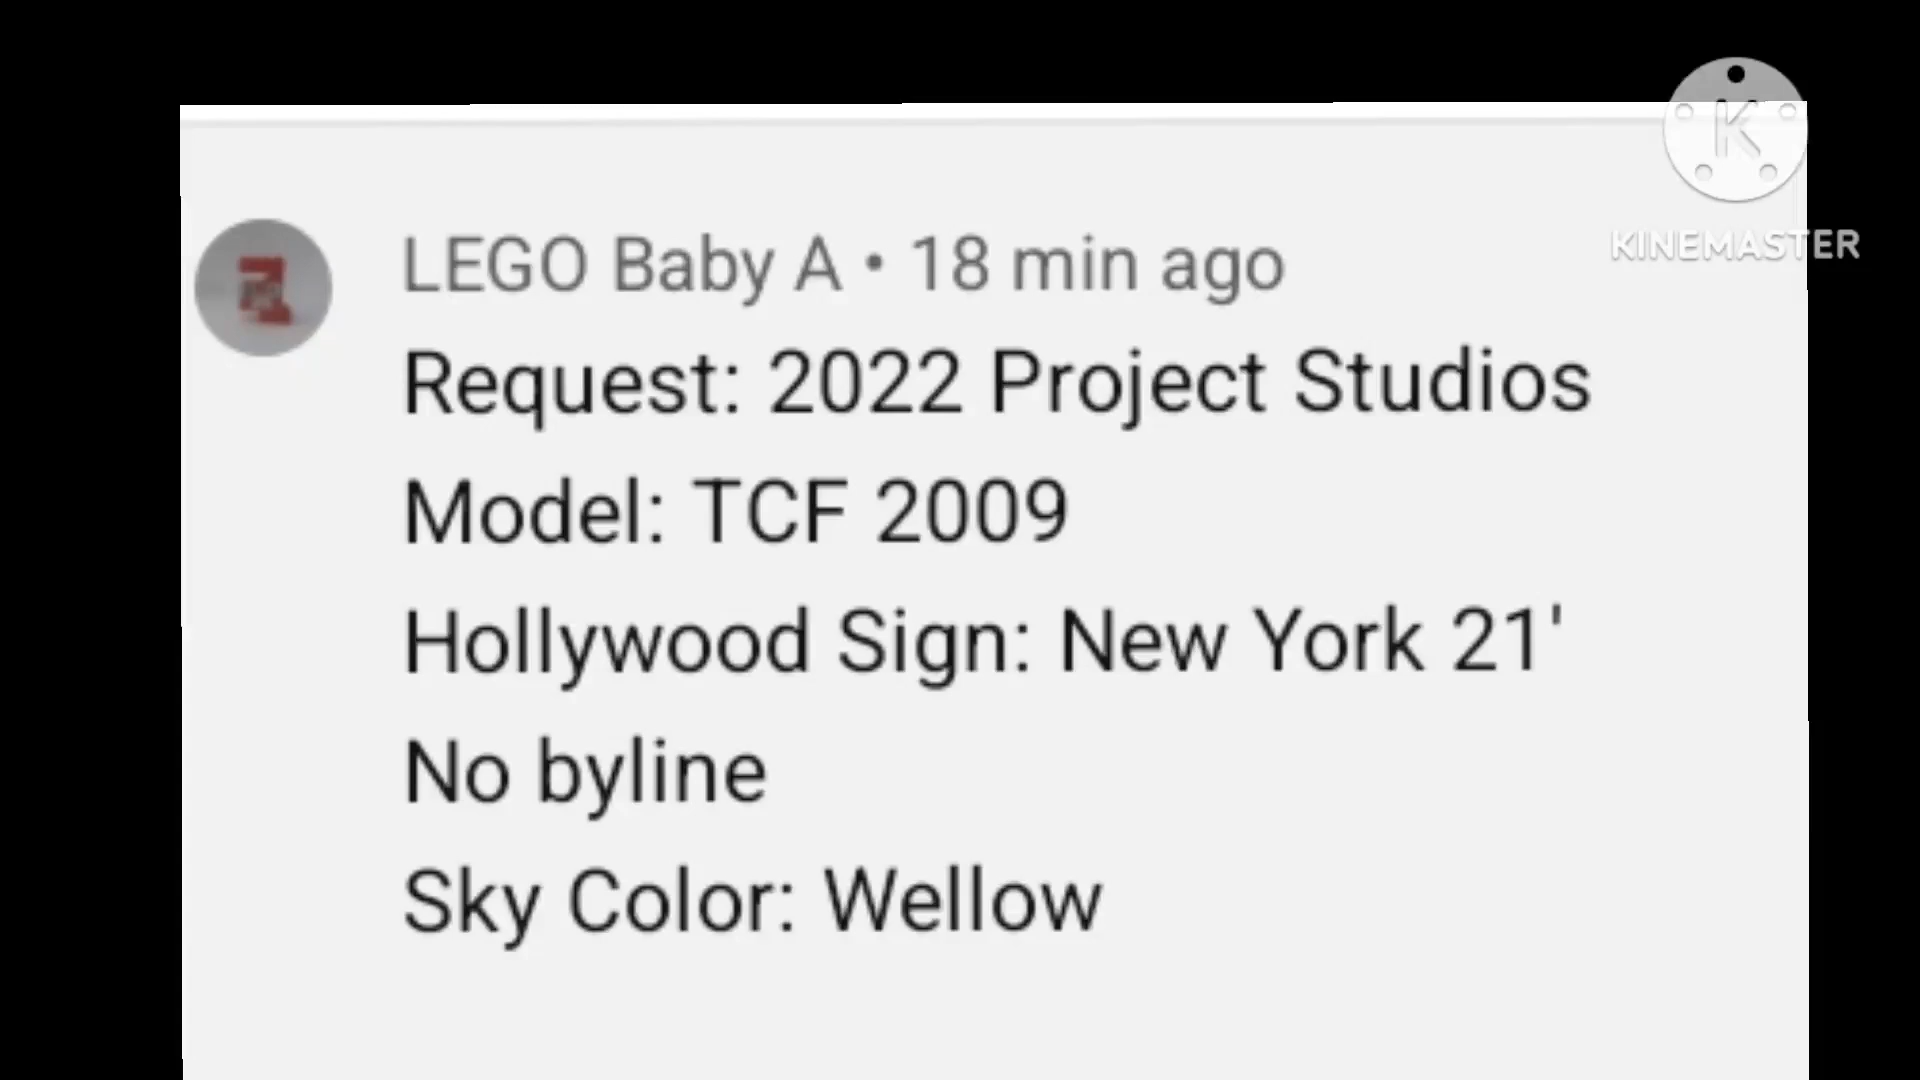 K
KINEMASTER
LEGO Baby A • 18 min ago
Request: 2022 Project Studios
Model: TCF 2009
Hollywood Sign: New York 21'
No byline
Sky Color: Wellow